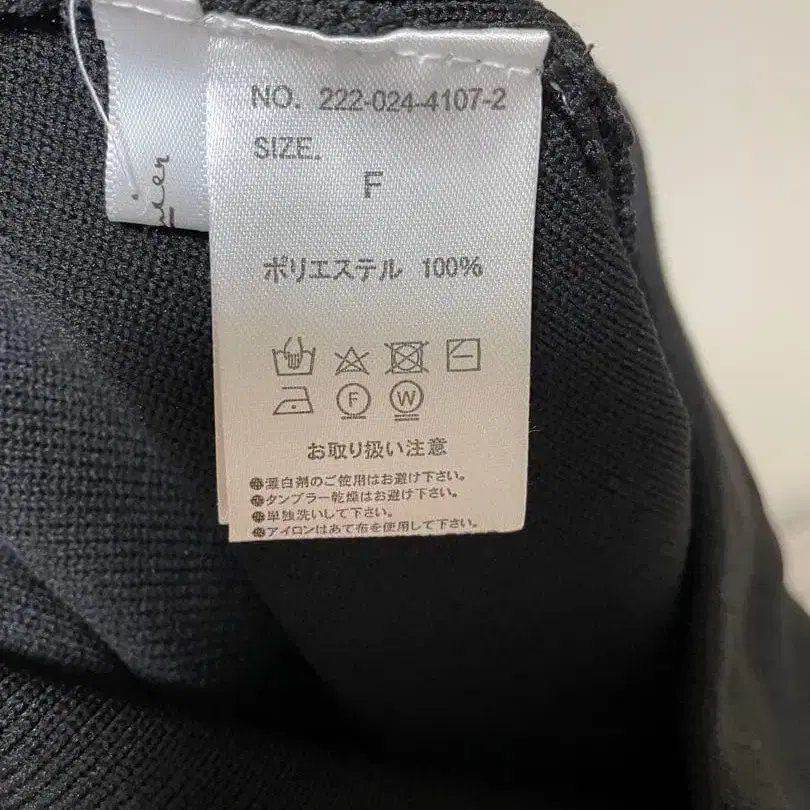 NO. 222-024-4107-2
SIZE.
F
ポリエステル 100%
F W
お取り扱い注意
●漂白剤のご使用はお避け下さい。
●タンブラー乾燥はお避け下さい。
●単独洗いして下さい。
●アイロンはあて布を使用して下さい。